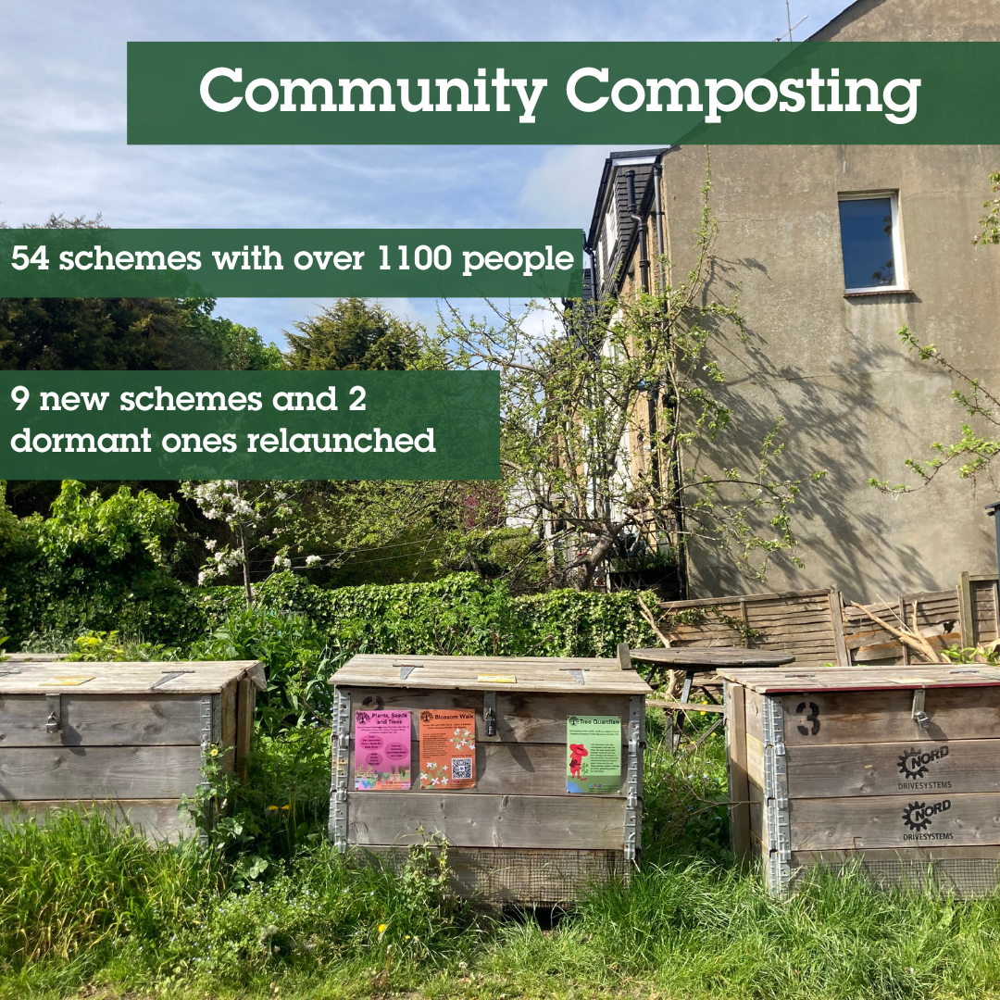 Community Composting
54 schemes with over 1100 people
9 new schemes and 2
dormant ones relaunched
Plants, Seeds
and Trees
Blossom Walk
Tree Guardian
3
NORD
DRIVESYSTEMS
NORD
DRIVESYSTEMS